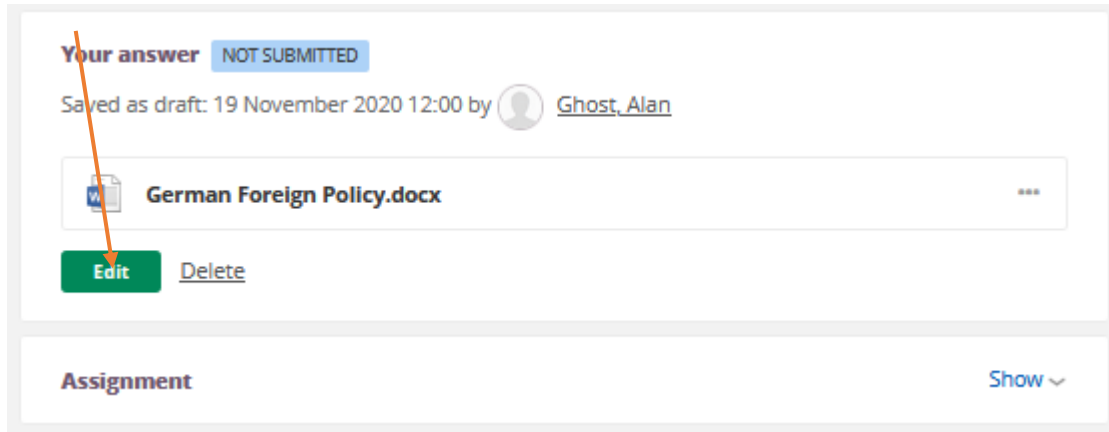 Your answer NOT SUBMITTED
Saved as draft: 19 November 2020 12:00 by Ghost, Alan
W German Foreign Policy.docx
Edit Delete
Assignment Show